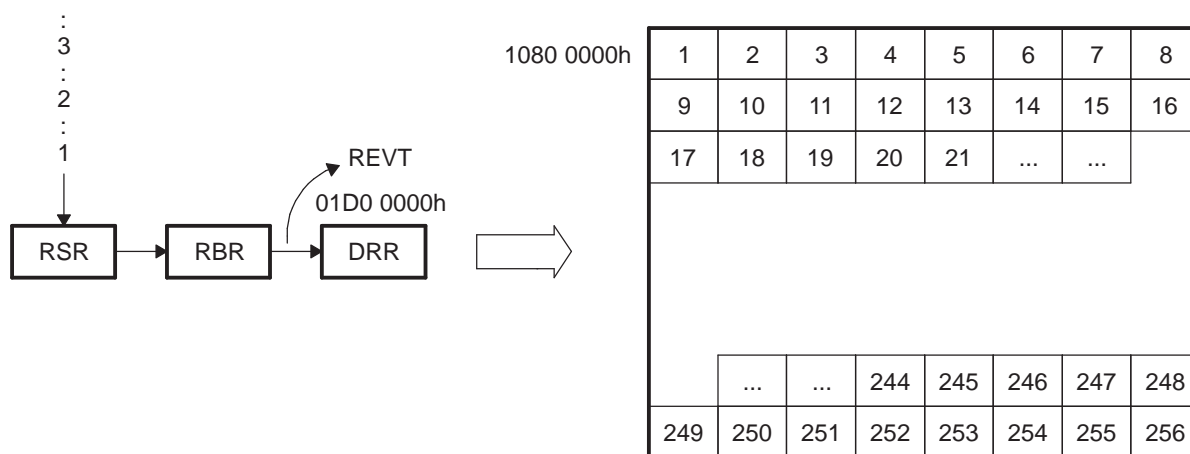 :
3
:
2
:
1
REVT
01D0 0000h
RSR
RBR
DRR
1080 0000h
1 2 3 4 5 6 7 8
9 10 11 12 13 14 15 16
17 18 19 20 21 ... ...
... ... 244 245 246 247 248
249 250 251 252 253 254 255 256